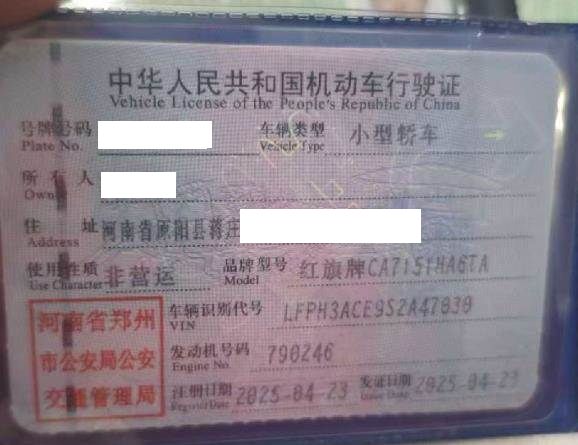 中华人民共和国机动车行驶证
Vehicle License of the People's Republic of China
号牌号码 车辆类型 小型轿车
Plate No. Vehicle Type
所有人
Owner
住址 河南省原阳县蒋庄
Address
使用性质 非营运 品牌型号 红旗牌CA7151HA6TA
Use Character Model
河南省郑州 车辆识别代号 LFPH3ACE9S2A47030
VIN
市公安局公安 发动机号码 790246
Engine No.
交通管理局 注册日期 2025-04-23 发证日期 2025-04-23
Register Date Issue Date